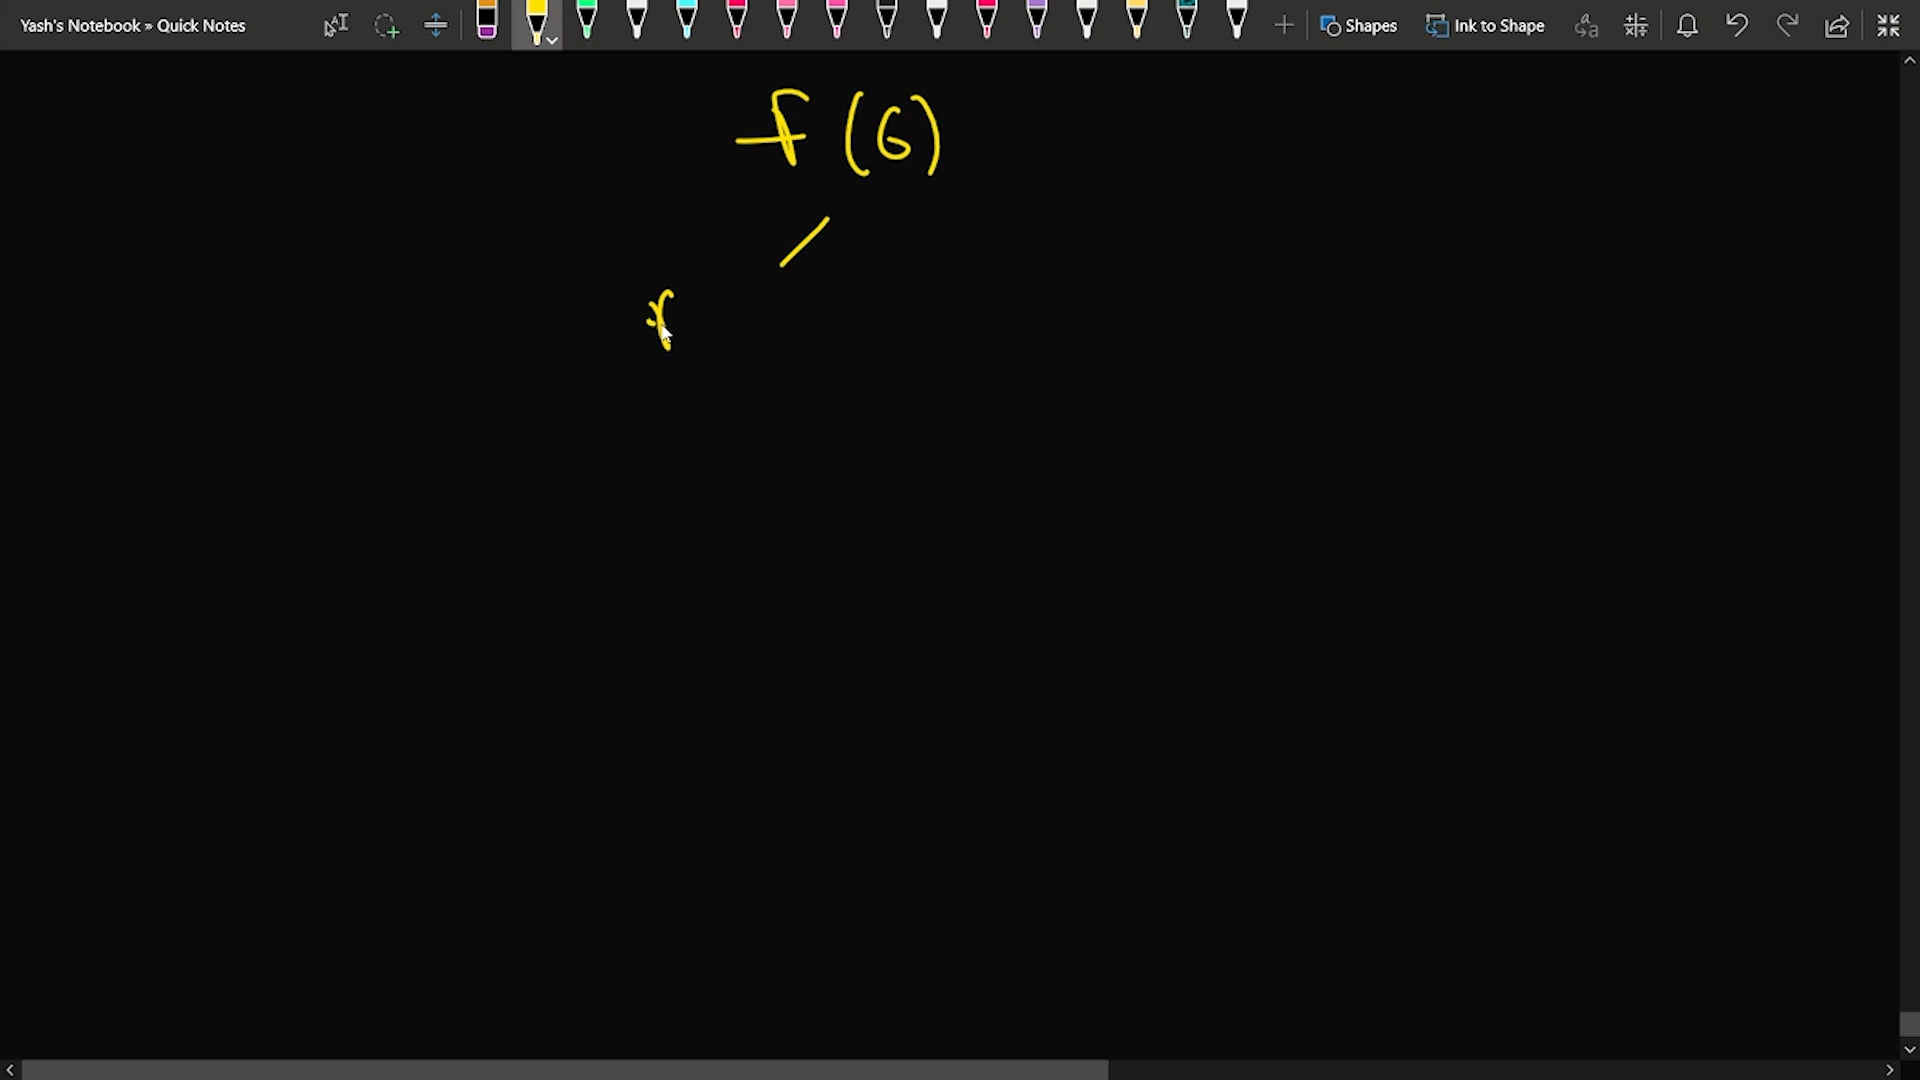 Yash's Notebook » Quick Notes
Shapes
Ink to Shape
f (6)
f